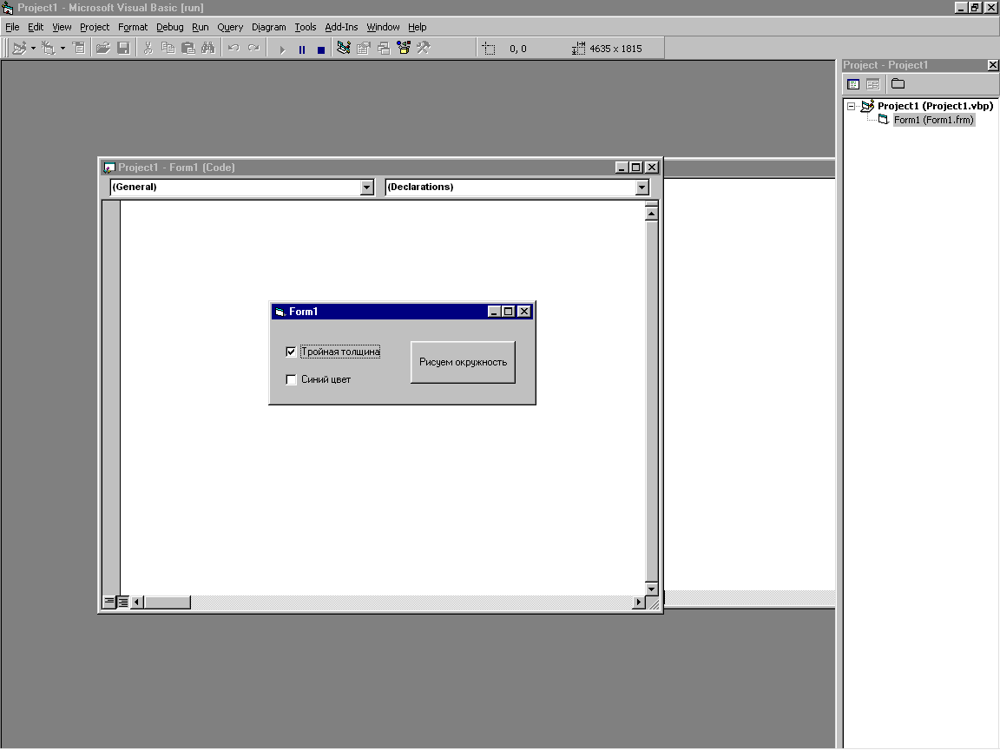 Project1 - Microsoft Visual Basic [run]
File Edit View Project Format Debug Run Query Diagram Tools Add-Ins Window Help
0, 0 4635 x 1815
Project - Project1
Project1 (Project1.vbp)
Form1 (Form1.frm)
Project1 - Form1 (Code)
(General) (Declarations)
Form1
Тройная толщина
Рисуем окружность
Синий цвет